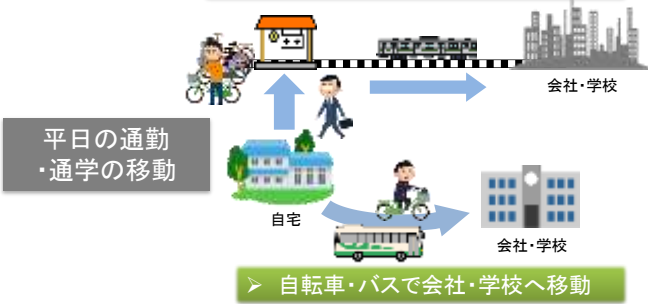 会社・学校
平日の通勤
・通学の移動
自宅
会社・学校
➢ 自転車・バスで会社・学校へ移動